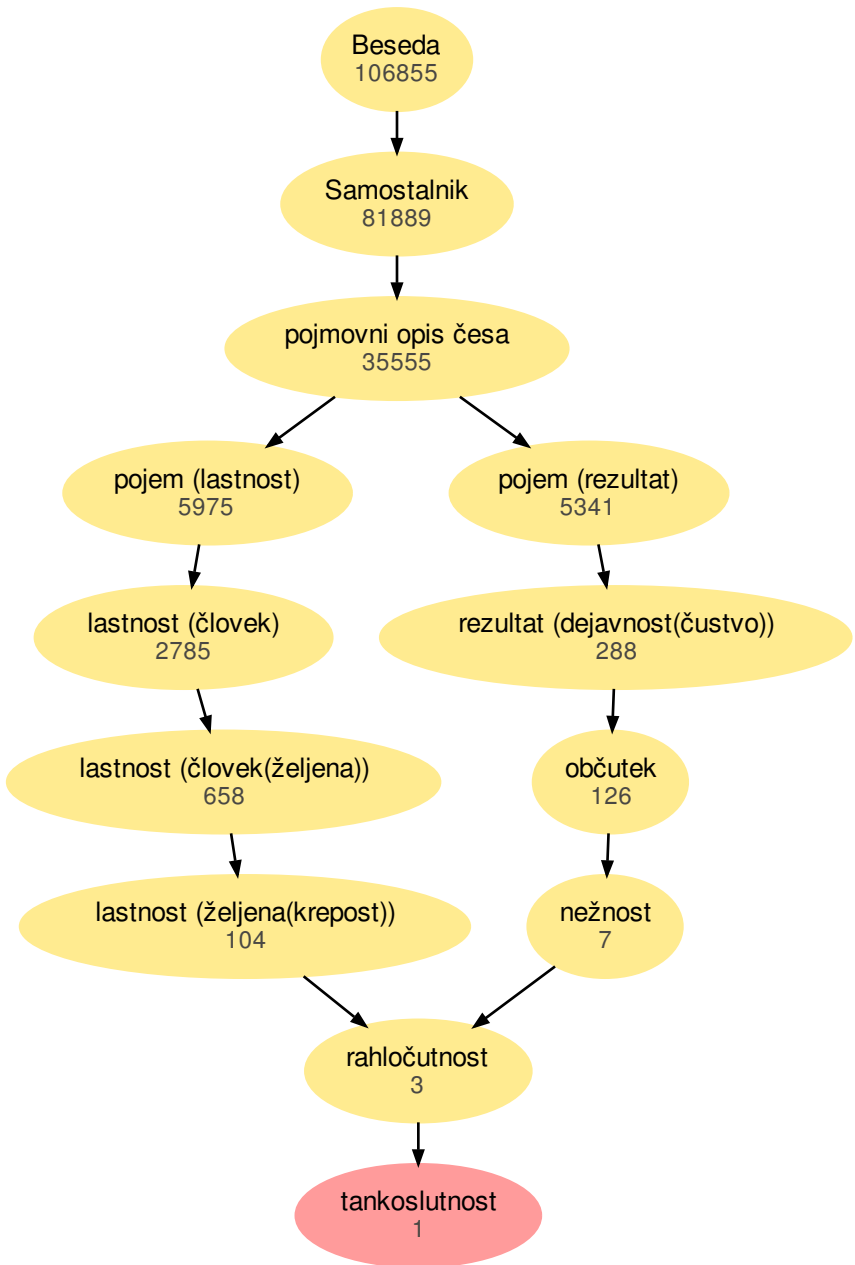 Beseda
106855
Samostalnik
81889
pojmovni opis česa
35555
pojem (lastnost)
5975
pojem (rezultat)
5341
lastnost (človek)
2785
rezultat (dejavnost(čustvo))
288
lastnost (človek(željena))
658
občutek
126
lastnost (željena(krepost))
104
nežnost
7
rahločutnost
3
tankoslutnost
1